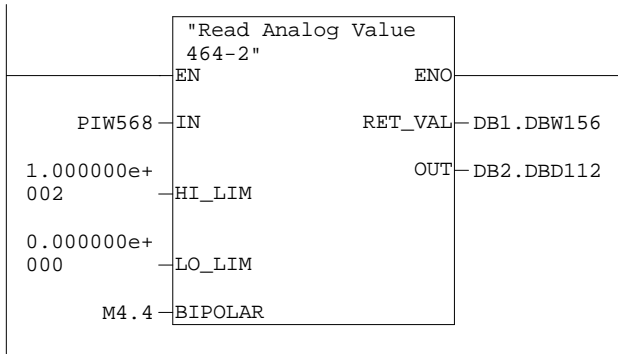 "Read Analog Value
464-2"
EN ENO
PIW568 IN RET_VAL DB1.DBW156
1.000000e+
002 HI_LIM OUT DB2.DBD112
0.000000e+
000 LO_LIM
M4.4 BIPOLAR